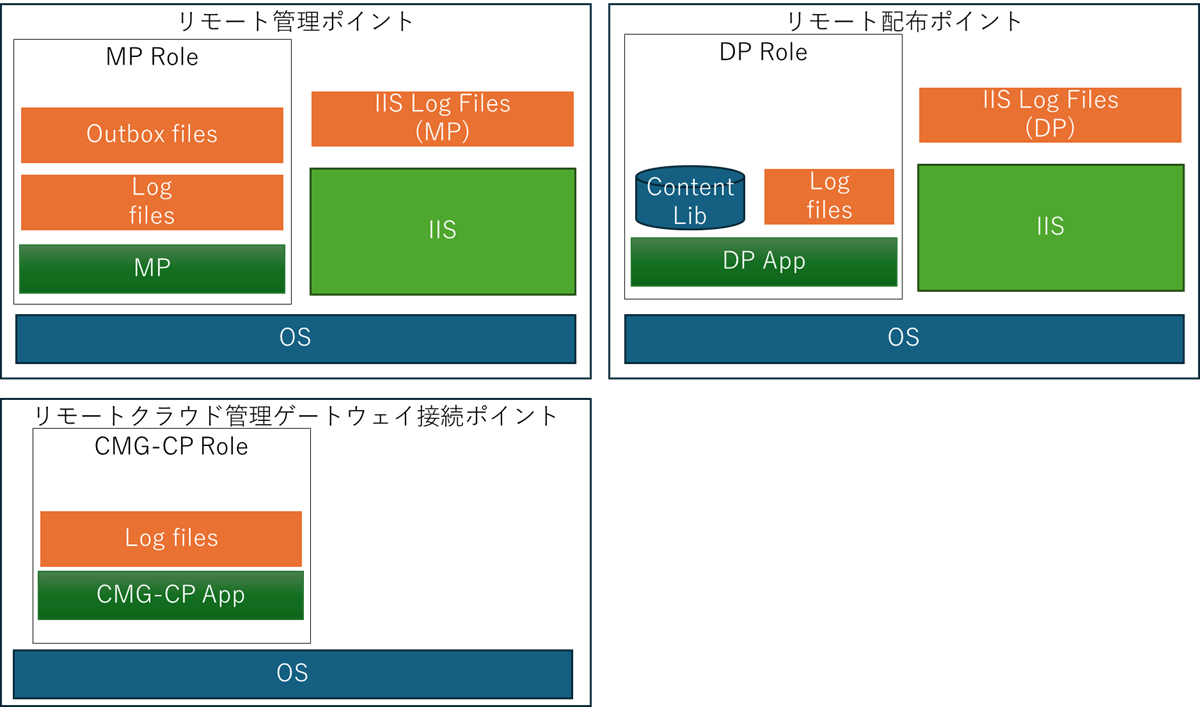 リモート管理ポイント
MP Role
Outbox files
Log
files
MP
IIS Log Files
(MP)
IIS
OS
リモート配布ポイント
DP Role
Content
Lib
Log
files
DP App
IIS Log Files
(DP)
IIS
OS
リモートクラウド管理ゲートウェイ接続ポイント
CMG-CP Role
Log files
CMG-CP App
OS